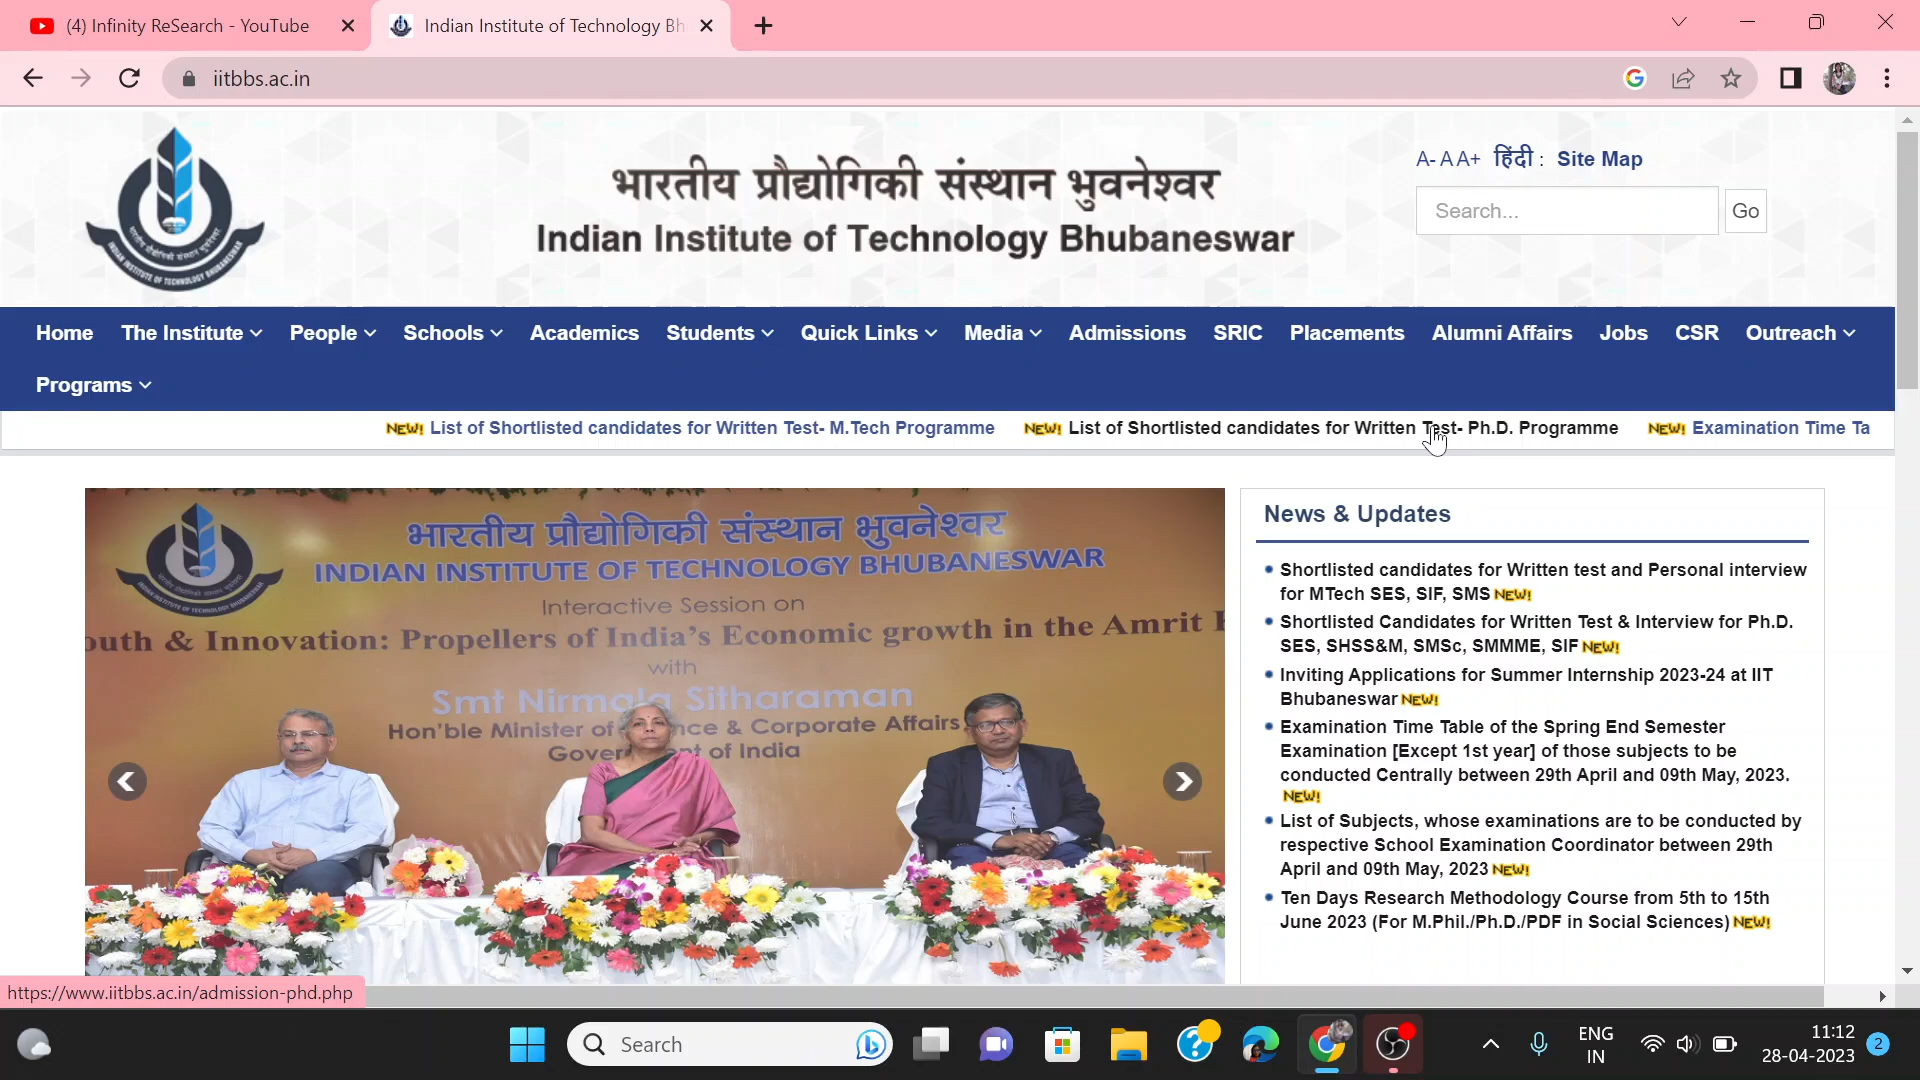 (4) Infinity ReSearch - YouTube
Indian Institute of Technology Bh
iitbbs.ac.in
भारतीय प्रौद्योगिकी संस्थान भुवनेश्वर
Indian Institute of Technology Bhubaneswar
INDIAN INSTITUTE OF TECHNOLOGY BHUBANESWAR
A- A A+ हिंदी : Site Map
Search...
Go
Home The Institute People Schools Academics Students Quick Links Media Admissions SRIC Placements Alumni Affairs Jobs CSR Outreach
Programs
NEW! List of Shortlisted candidates for Written Test- M.Tech Programme NEW! List of Shortlisted candidates for Written Test- Ph.D. Programme NEW! Examination Time Ta
भारतीय प्रौद्योगिकी संस्थान भुवनेश्वर
INDIAN INSTITUTE OF TECHNOLOGY BHUBANESWAR
Interactive Session on
outh & Innovation: Propellers of India's Economic growth in the Amrit
with
Smt Nirmala Sitharaman
Hon'ble Minister of nce & Corporate Affairs
Government of India
News & Updates
Shortlisted candidates for Written test and Personal interview
for MTech SES, SIF, SMS NEW!
Shortlisted Candidates for Written Test & Interview for Ph.D.
SES, SHSS&M, SMSc, SMMME, SIF NEW!
Inviting Applications for Summer Internship 2023-24 at IIT
Bhubaneswar NEW!
Examination Time Table of the Spring End Semester
Examination [Except 1st year] of those subjects to be
conducted Centrally between 29th April and 09th May, 2023.
NEW!
List of Subjects, whose examinations are to be conducted by
respective School Examination Coordinator between 29th
April and 09th May, 2023 NEW!
Ten Days Research Methodology Course from 5th to 15th
June 2023 (For M.Phil./Ph.D./PDF in Social Sciences) NEW!
https://www.iitbbs.ac.in/admission-phd.php
Search
ENG
IN
11:12
28-04-2023
2